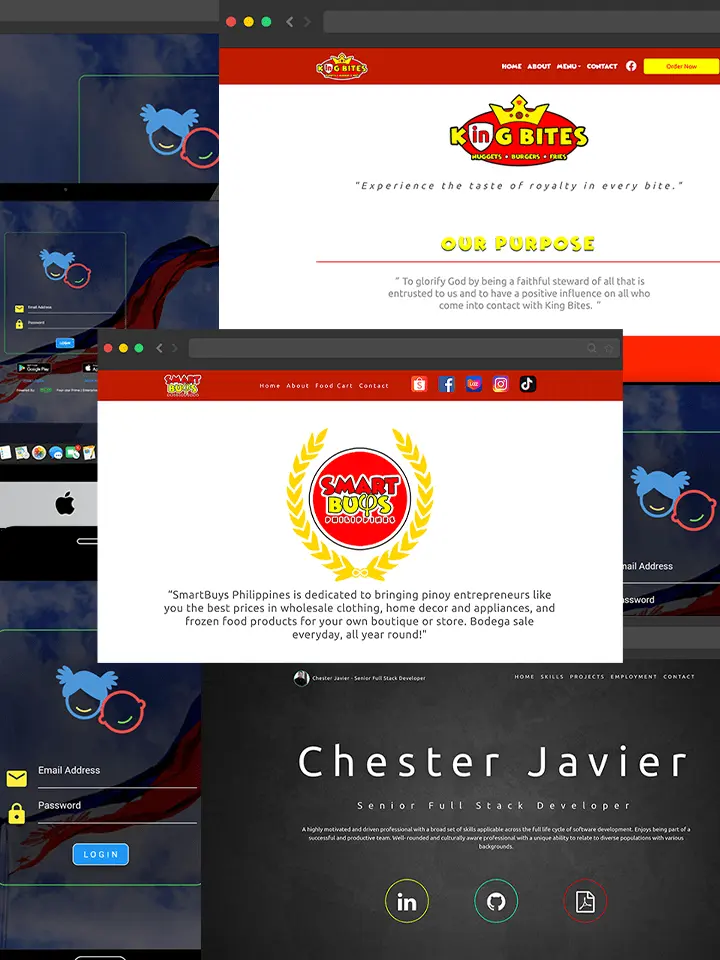 KinG BITES
HOME ABOUT MENU CONTACT Order Now
KinG BITES
NUGGETS • BURGERS • FRIES
"Experience the taste of royalty in every bite."
OUR PURPOSE
" To glorify God by being a faithful steward of all that is
entrusted to us and to have a positive influence on all who
come into contact with King Bites. "
Email Address
Password
LOGIN
Google Play
SMART
BUYS
Home About Food Cart Contact
SMART
BUYS
PHILIPPINES
“SmartBuys Philippines is dedicated to bringing pinoy entrepreneurs like
you the best prices in wholesale clothing, home decor and appliances, and
frozen food products for your own boutique or store. Bodega sale
everyday, all year round!"
mail Address
assword
Email Address
Password
LOGIN
Chester Javier - Senior Full Stack Developer
HOME SKILLS PROJECTS EMPLOYMENT CONTACT
Chester Javier
Senior Full Stack Developer
A highly motivated and driven professional with a broad set of skills applicable across the full life cycle of software development. Enjoys being part of a
successful and productive team. Well- rounded and culturally aware professional with a unique ability to relate to diverse populations with various
backgrounds.
in